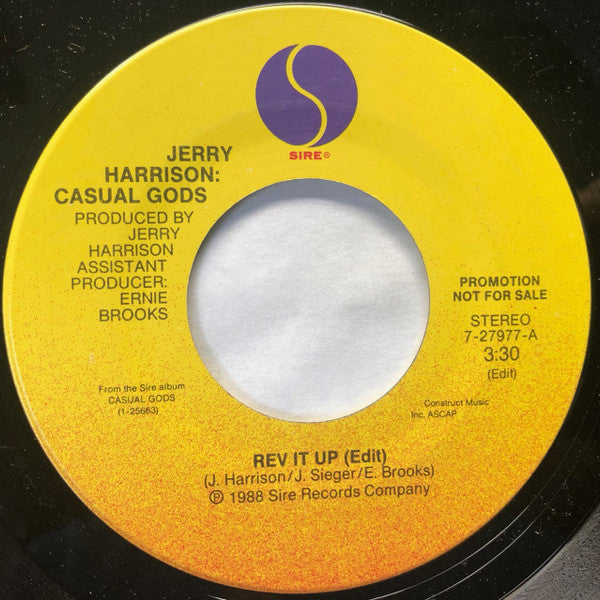 SIRE®
JERRY
HARRISON:
CASUAL GODS
PRODUCED BY
JERRY
HARRISON
ASSISTANT
PRODUCER:
ERNIE
BROOKS
PROMOTION
NOT FOR SALE
STEREO
7-27977-A
3:30
(Edit)
From the Sire album
CASUAL GODS
(1-25663)
Construct Music
Inc. ASCAP
REV IT UP (Edit)
(J. Harrison/J. Sieger/E. Brooks)
℗ 1988 Sire Records Company